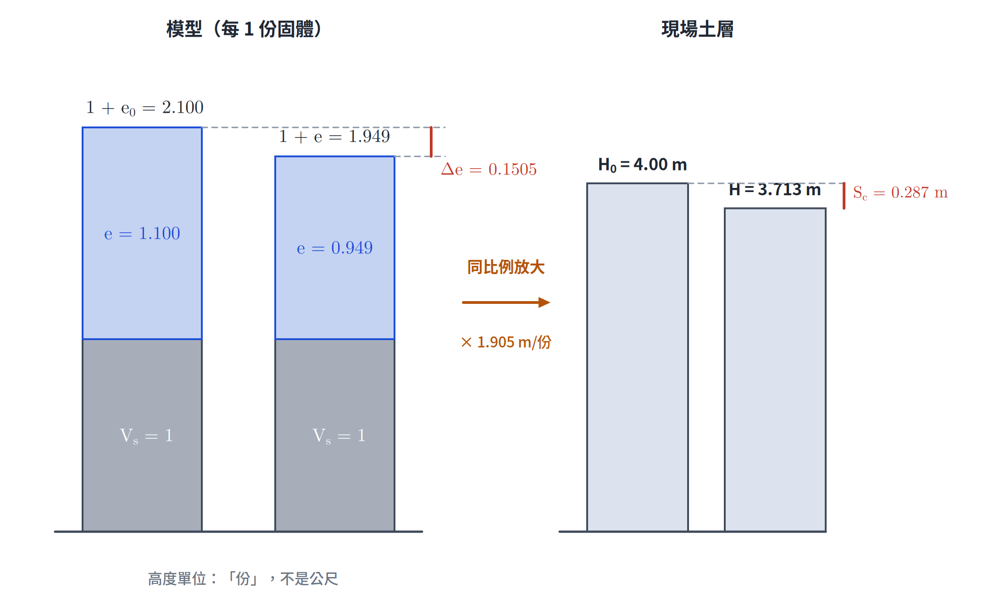 模型（每 1 份固體）
現場土層
1 + e₀ = 2.100
1 + e = 1.949
Δe = 0.1505
H₀ = 4.00 m
H = 3.713 m
S_c = 0.287 m
e = 1.100
e = 0.949
同比例放大
× 1.905 m/份
Vₛ = 1
Vₛ = 1
高度單位：「份」，不是公尺